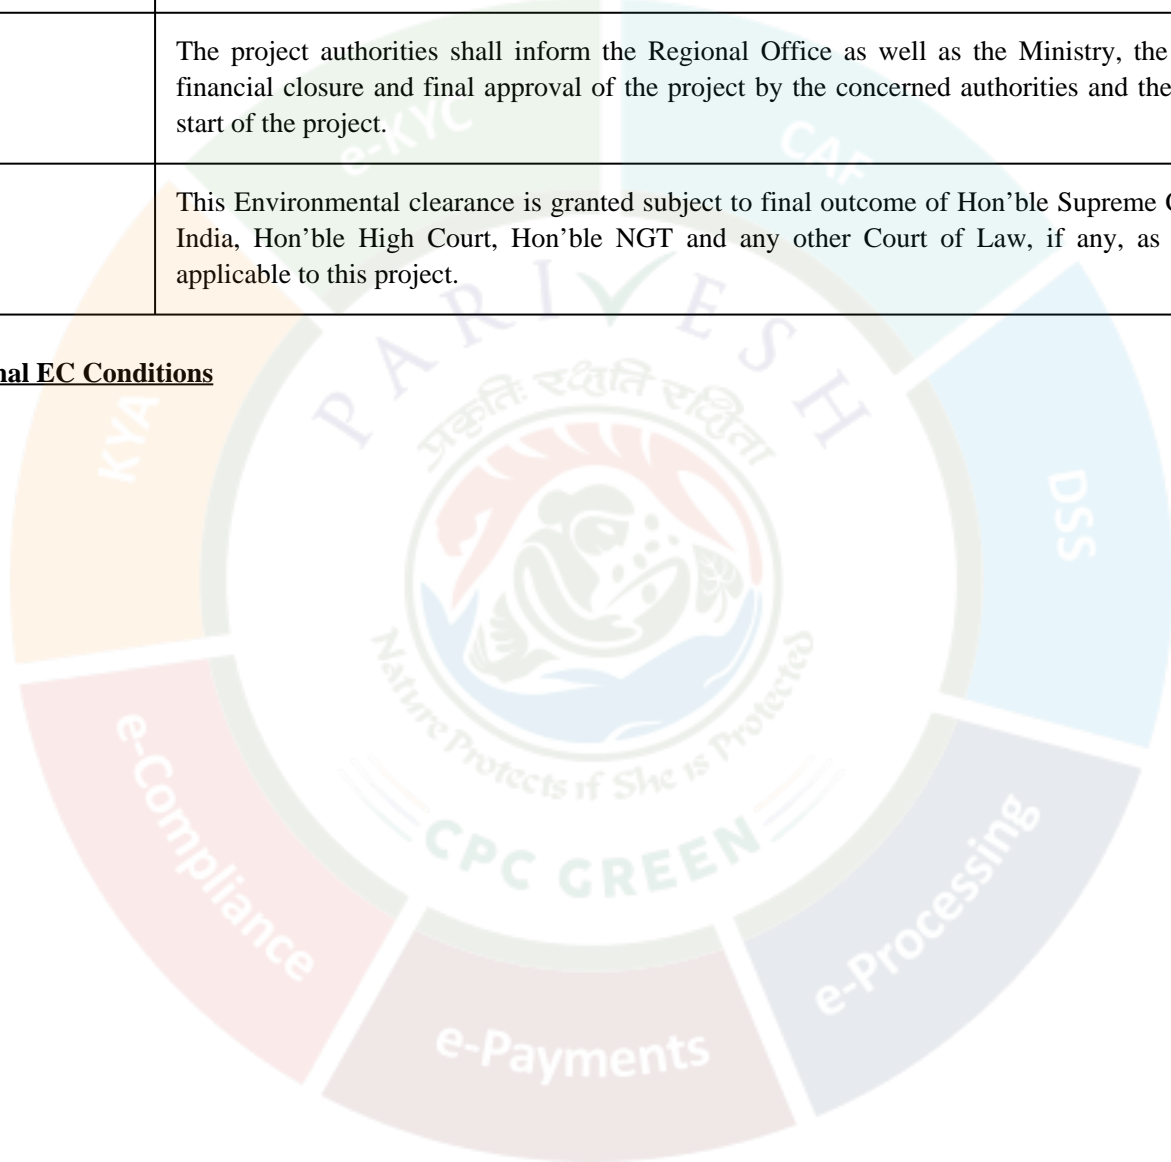 The project authorities shall inform the Regional Office as well as the Ministry, the
financial closure and final approval of the project by the concerned authorities and the
start of the project.
This Environmental clearance is granted subject to final outcome of Hon’ble Supreme
India, Hon’ble High Court, Hon’ble NGT and any other Court of Law, if any, as
applicable to this project.
nal EC Conditions
e-KYC
CAF
KYA
DSS
PARIVESH
प्रकृतिः रक्षति रक्षिता
Nature Protects if She is Protected
CPC GREEN
e-Compliance
e-Processing
e-Payments